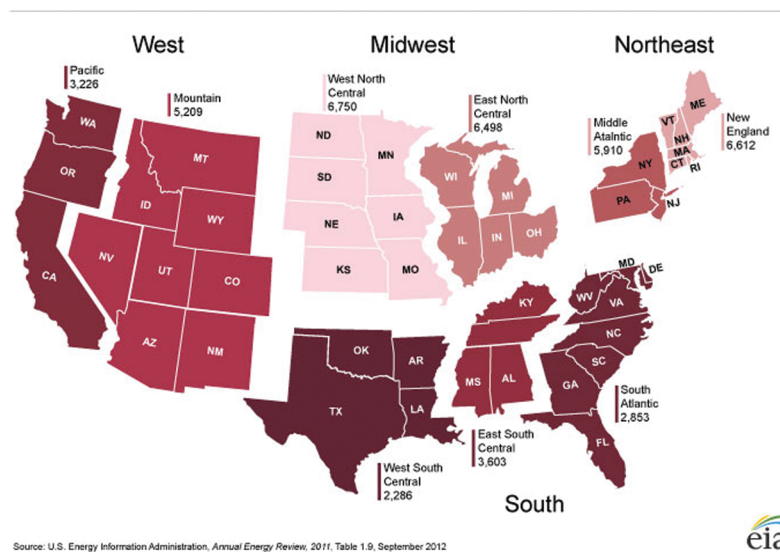 West
Midwest
Northeast
Pacific
3,226
Mountain
5,209
West North
Central
6,750
East North
Central
6,498
Middle
Atalntic
5,910
New
England
6,612
WA
OR
CA
MT
ID
WY
NV
UT
CO
AZ
NM
ND
SD
NE
KS
MN
IA
MO
WI
MI
IL
IN
OH
ME
VT
NH
MA
CT
RI
NY
PA
NJ
OK
TX
AR
LA
KY
MS
AL
MD
DE
WV
VA
NC
SC
GA
FL
South
Atlantic
2,853
East South
Central
3,603
West South
Central
2,286
South
Source: U.S. Energy Information Administration, Annual Energy Review, 2011, Table 1.9, September 2012
eia